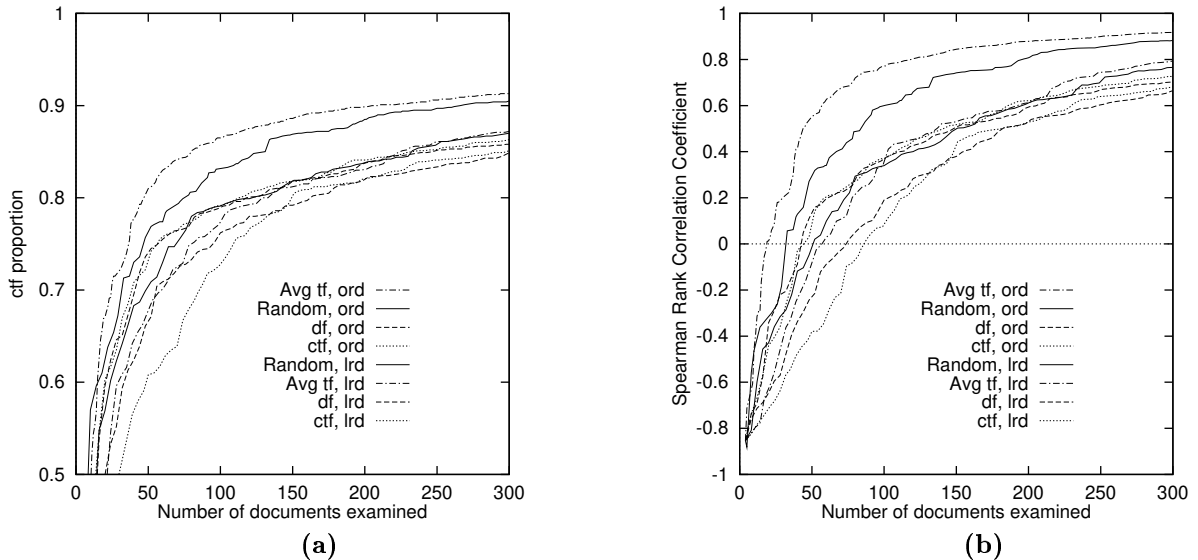 1
0.9
0.8
0.7
0.6
0.5
ctf proportion
0 50 100 150 200 250 300
Number of documents examined
Avg tf, ord
Random, ord
df, ord
ctf, ord
Random, lrd
Avg tf, lrd
df, lrd
ctf, lrd
(a)
1
0.8
0.6
0.4
0.2
0
-0.2
-0.4
-0.6
-0.8
-1
Spearman Rank Correlation Coefficient
0 50 100 150 200 250 300
Number of documents examined
Avg tf, ord
Random, ord
df, ord
ctf, ord
Random, lrd
Avg tf, lrd
df, lrd
ctf, lrd
(b)